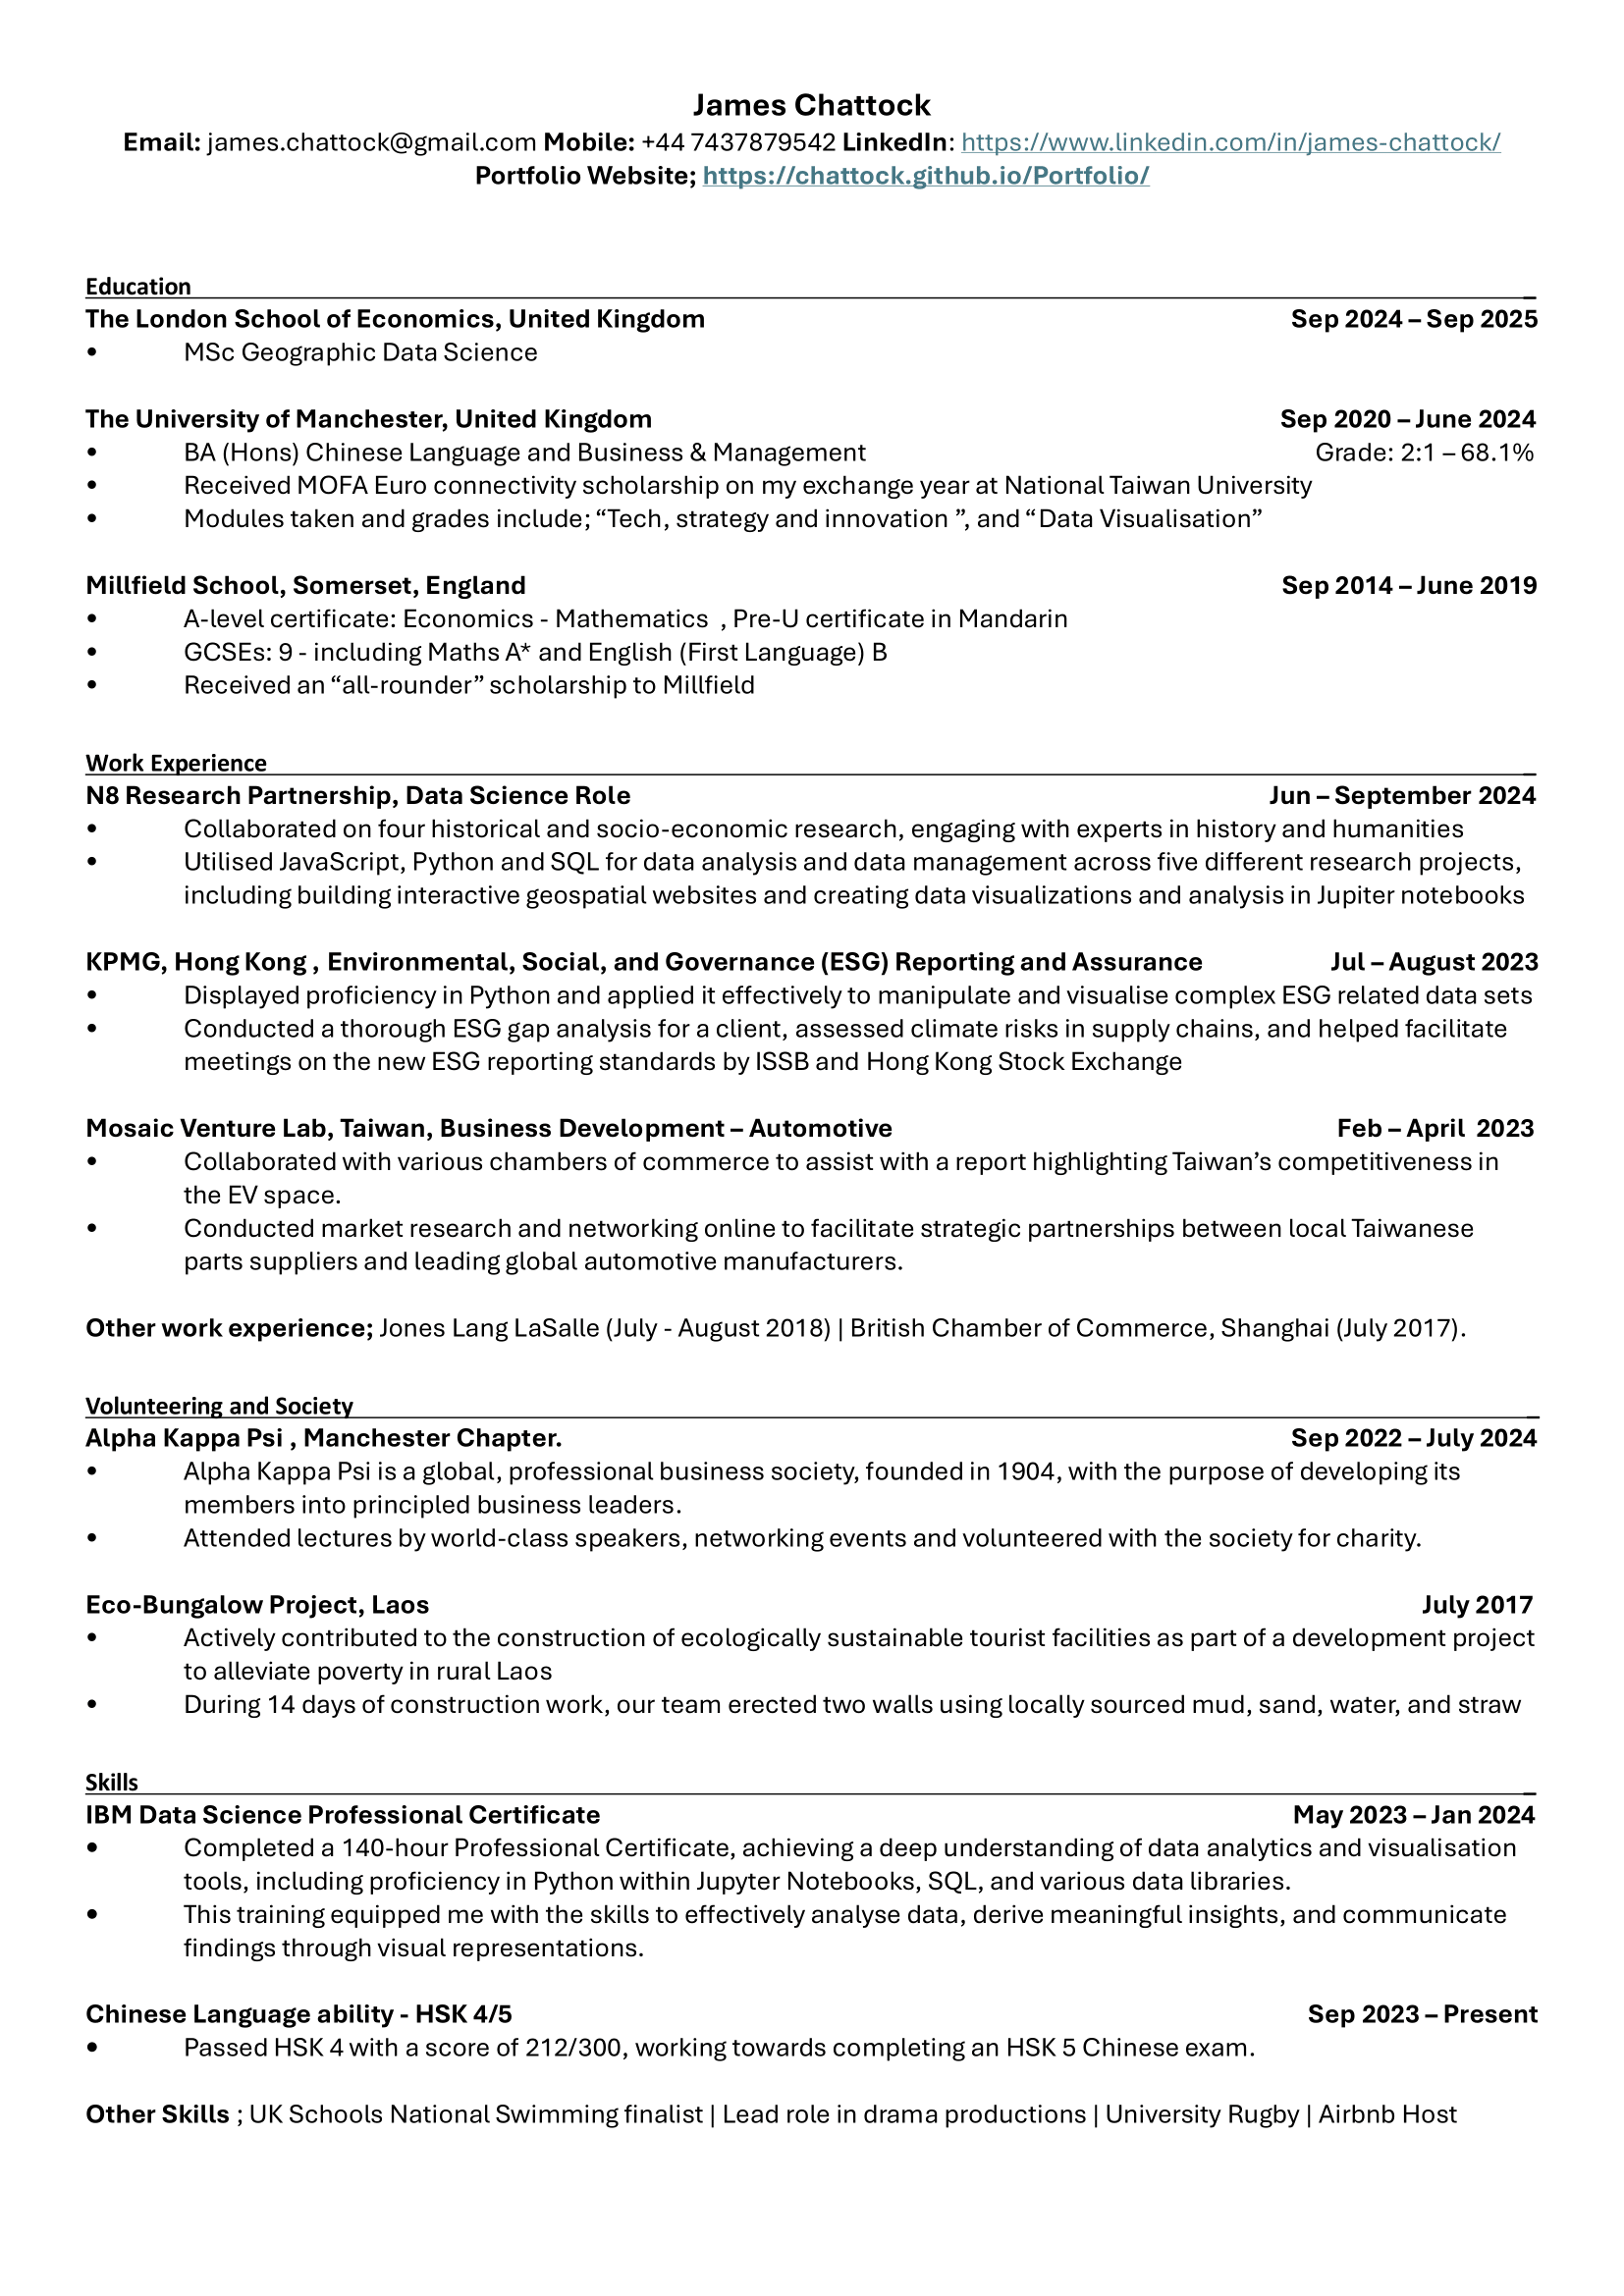 James Chattock
Email: james.chattock@gmail.com Mobile: +44 7437879542 LinkedIn: https://www.linkedin.com/in/james-chattock/
Portfolio Website; https://chattock.github.io/Portfolio/
Education
The London School of Economics, United Kingdom Sep 2024 – Sep 2025
• MSc Geographic Data Science
The University of Manchester, United Kingdom Sep 2020 – June 2024
• BA (Hons) Chinese Language and Business & Management Grade: 2:1 – 68.1%
• Received MOFA Euro connectivity scholarship on my exchange year at National Taiwan University
• Modules taken and grades include; “Tech, strategy and innovation ”, and “Data Visualisation”
Millfield School, Somerset, England Sep 2014 – June 2019
• A-level certificate: Economics - Mathematics , Pre-U certificate in Mandarin
• GCSEs: 9 - including Maths A* and English (First Language) B
• Received an “all-rounder” scholarship to Millfield
Work Experience
N8 Research Partnership, Data Science Role Jun – September 2024
• Collaborated on four historical and socio-economic research, engaging with experts in history and humanities
• Utilised JavaScript, Python and SQL for data analysis and data management across five different research projects,
including building interactive geospatial websites and creating data visualizations and analysis in Jupiter notebooks
KPMG, Hong Kong , Environmental, Social, and Governance (ESG) Reporting and Assurance Jul – August 2023
• Displayed proficiency in Python and applied it effectively to manipulate and visualise complex ESG related data sets
• Conducted a thorough ESG gap analysis for a client, assessed climate risks in supply chains, and helped facilitate
meetings on the new ESG reporting standards by ISSB and Hong Kong Stock Exchange
Mosaic Venture Lab, Taiwan, Business Development – Automotive Feb – April 2023
• Collaborated with various chambers of commerce to assist with a report highlighting Taiwan’s competitiveness in
the EV space.
• Conducted market research and networking online to facilitate strategic partnerships between local Taiwanese
parts suppliers and leading global automotive manufacturers.
Other work experience; Jones Lang LaSalle (July - August 2018) | British Chamber of Commerce, Shanghai (July 2017).
Volunteering and Society
Alpha Kappa Psi , Manchester Chapter. Sep 2022 – July 2024
• Alpha Kappa Psi is a global, professional business society, founded in 1904, with the purpose of developing its
members into principled business leaders.
• Attended lectures by world-class speakers, networking events and volunteered with the society for charity.
Eco-Bungalow Project, Laos July 2017
• Actively contributed to the construction of ecologically sustainable tourist facilities as part of a development project
to alleviate poverty in rural Laos
• During 14 days of construction work, our team erected two walls using locally sourced mud, sand, water, and straw
Skills
IBM Data Science Professional Certificate May 2023 – Jan 2024
• Completed a 140-hour Professional Certificate, achieving a deep understanding of data analytics and visualisation
tools, including proficiency in Python within Jupyter Notebooks, SQL, and various data libraries.
• This training equipped me with the skills to effectively analyse data, derive meaningful insights, and communicate
findings through visual representations.
Chinese Language ability - HSK 4/5 Sep 2023 – Present
• Passed HSK 4 with a score of 212/300, working towards completing an HSK 5 Chinese exam.
Other Skills ; UK Schools National Swimming finalist | Lead role in drama productions | University Rugby | Airbnb Host